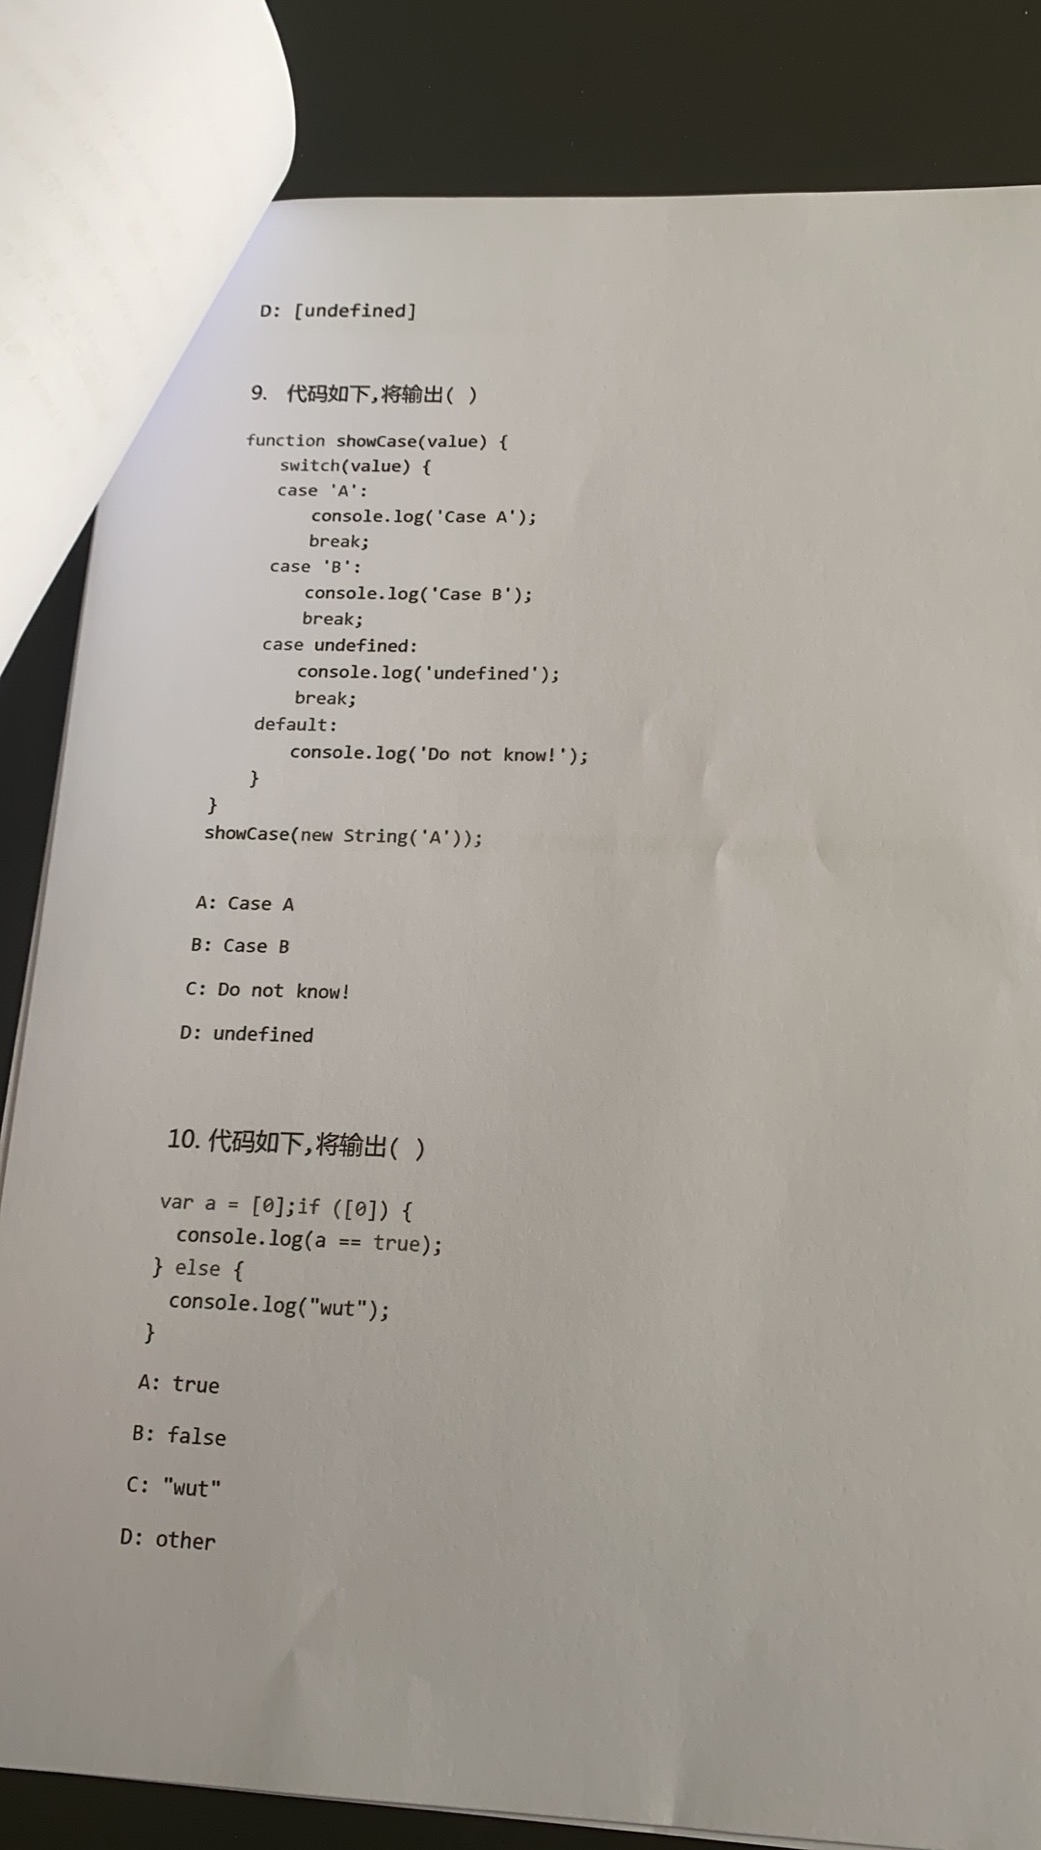 D: [undefined]
9. 代码如下,将输出( )
function showCase(value) {
switch(value) {
case 'A':
console.log('Case A');
break;
case 'B':
console.log('Case B');
break;
case undefined:
console.log('undefined');
break;
default:
console.log('Do not know!');
}
}
showCase(new String('A'));
A: Case A
B: Case B
C: Do not know!
D: undefined
10. 代码如下,将输出( )
var a = [0];if ([0]) {
console.log(a == true);
} else {
console.log("wut");
}
A: true
B: false
C: "wut"
D: other